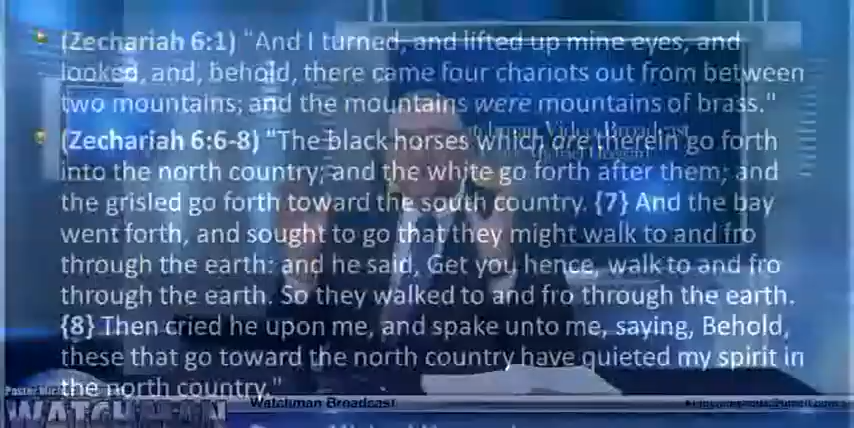 (Zechariah 6:1) "And I turned, and lifted up mine eyes, and
looked, and, behold, there came four chariots out from between
two mountains; and the mountains were mountains of brass."
(Zechariah 6:6-8) "The black horses which are therein go forth
into the north country; and the white go forth after them; and
the grisled go forth toward the south country. {7} And the bay
went forth, and sought to go that they might walk to and fro
through the earth: and he said, Get you hence, walk to and fro
through the earth. So they walked to and fro through the earth.
{8} Then cried he upon me, and spake unto me, saying, Behold,
these that go toward the north country have quieted my spirit in
the north country."
Video Broadcast
WATCHMAN
Watchman Broadcast